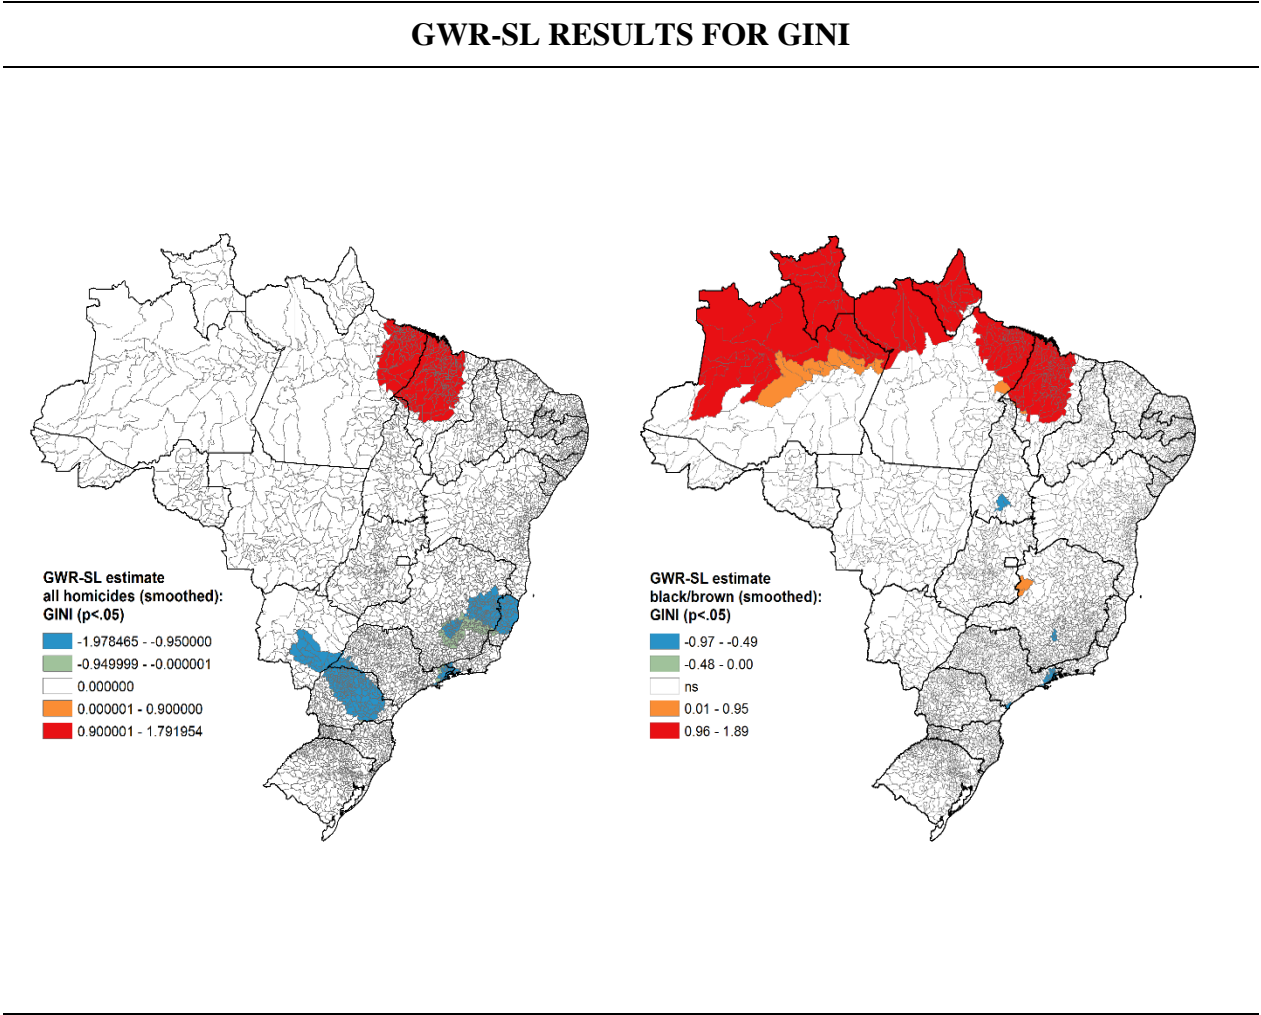 GWR-SL RESULTS FOR GINI
GWR-SL estimate
all homicides (smoothed):
GINI (p<.05)
-1.978465 - -0.950000
-0.949999 - -0.000001
0.000000
0.000001 - 0.900000
0.900001 - 1.791954
GWR-SL estimate
black/brown (smoothed):
GINI (p<.05)
-0.97 - -0.49
-0.48 - 0.00
ns
0.01 - 0.95
0.96 - 1.89